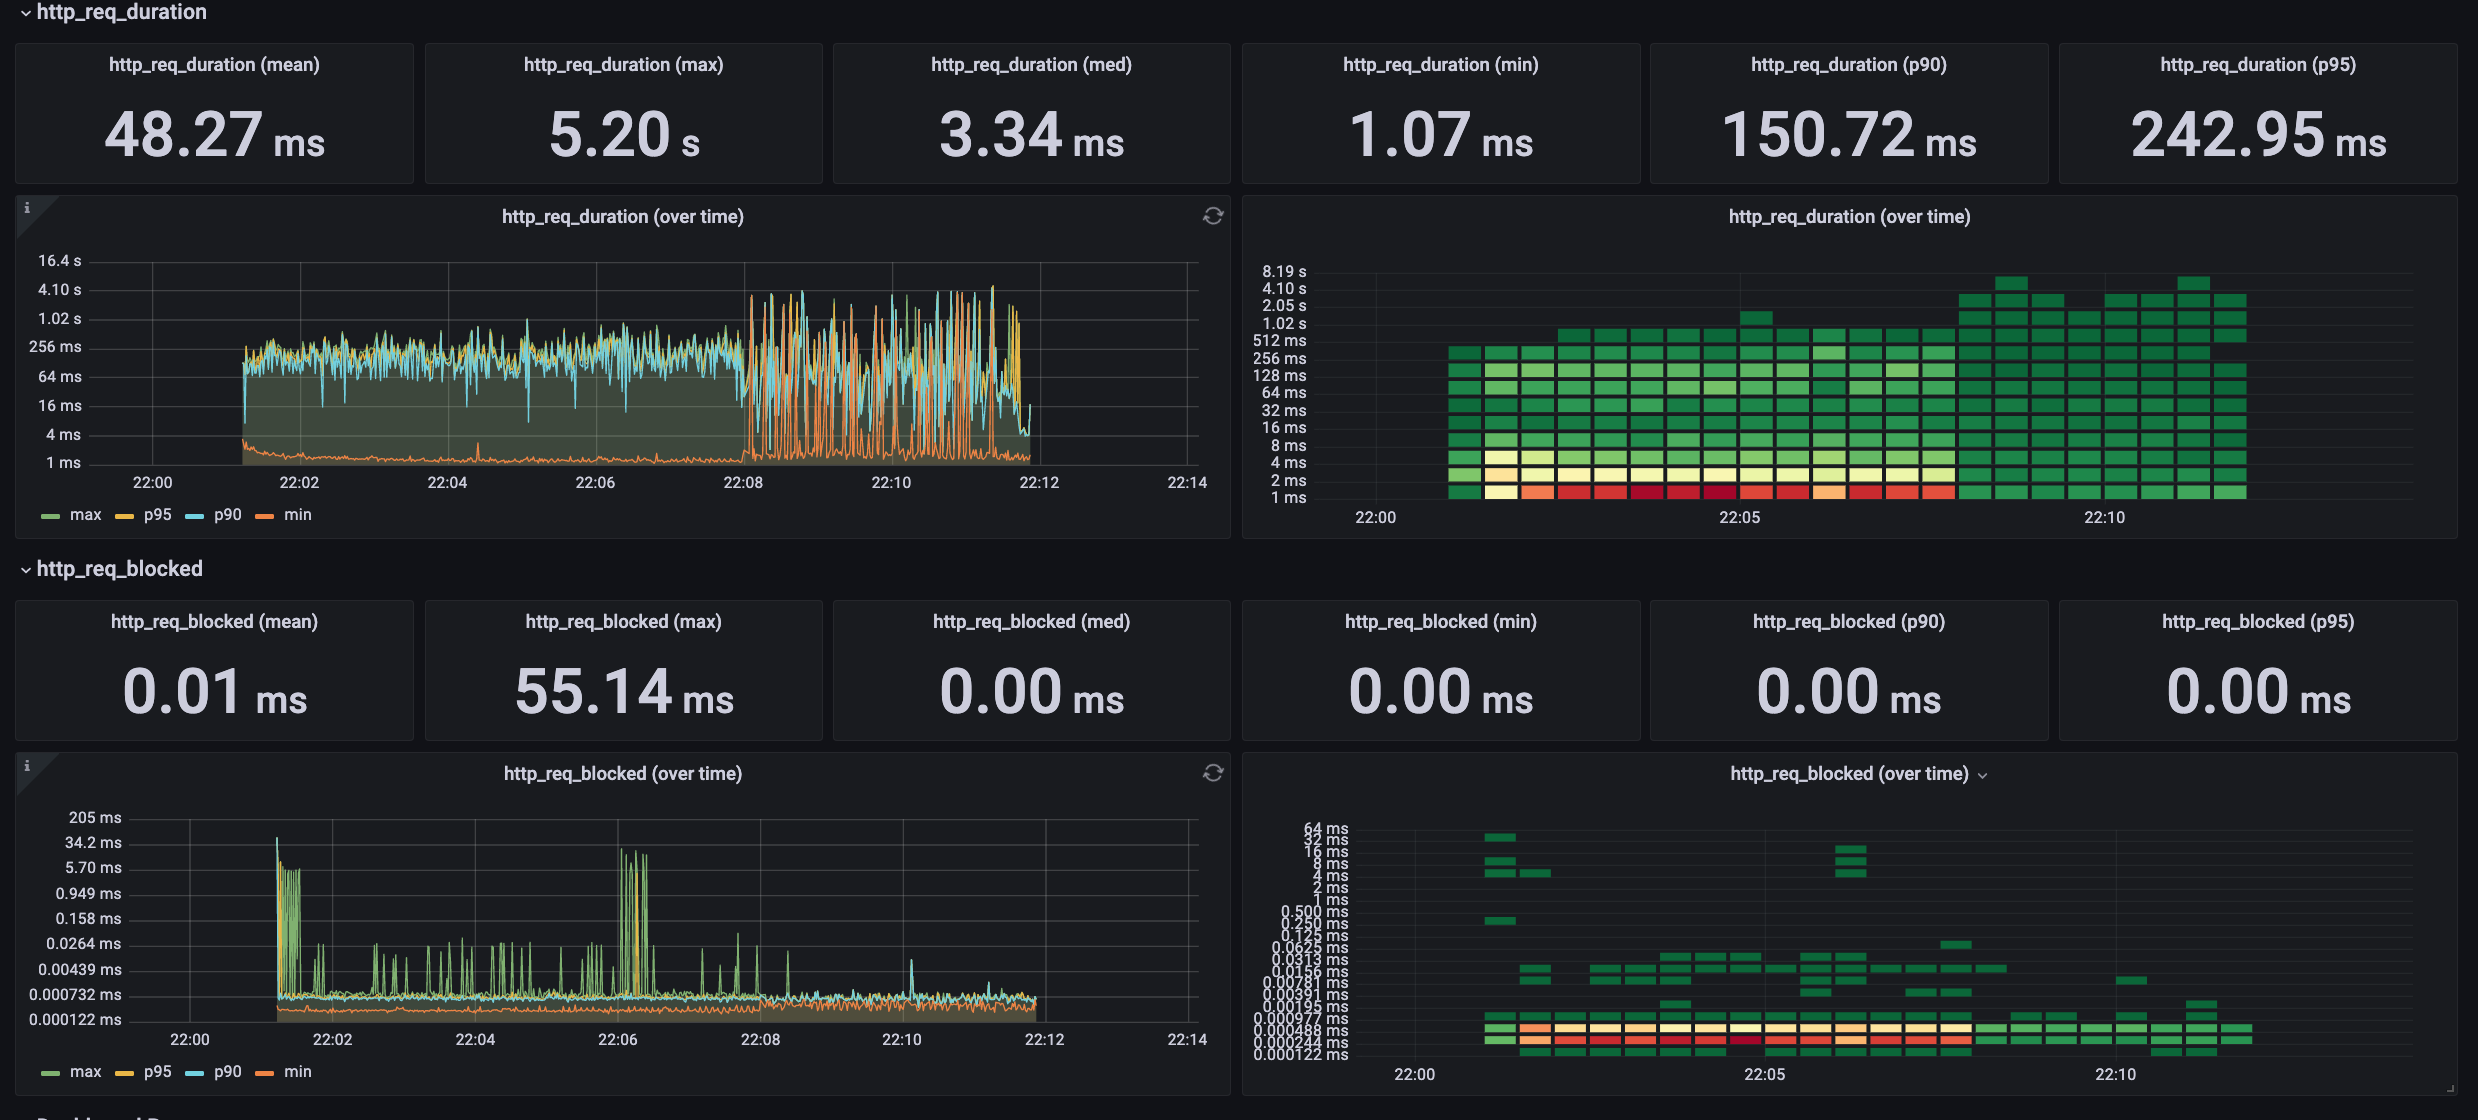 http_req_duration
http_req_duration (mean)
48.27 ms
http_req_duration (max)
5.20 s
http_req_duration (med)
3.34 ms
http_req_duration (min)
1.07 ms
http_req_duration (p90)
150.72 ms
http_req_duration (p95)
242.95 ms
i
http_req_duration (over time)
16.4 s
4.10 s
1.02 s
256 ms
64 ms
16 ms
4 ms
1 ms
22:00 22:02 22:04 22:06 22:08 22:10 22:12 22:14
max p95 p90 min
http_req_duration (over time)
8.19 s
4.10 s
2.05 s
1.02 s
512 ms
256 ms
128 ms
64 ms
32 ms
16 ms
8 ms
4 ms
2 ms
1 ms
22:00 22:05 22:10
http_req_blocked
http_req_blocked (mean)
0.01 ms
http_req_blocked (max)
55.14 ms
http_req_blocked (med)
0.00 ms
http_req_blocked (min)
0.00 ms
http_req_blocked (p90)
0.00 ms
http_req_blocked (p95)
0.00 ms
i
http_req_blocked (over time)
205 ms
34.2 ms
5.70 ms
0.949 ms
0.158 ms
0.0264 ms
0.00439 ms
0.000732 ms
0.000122 ms
22:00 22:02 22:04 22:06 22:08 22:10 22:12 22:14
max p95 p90 min
http_req_blocked (over time)
64 ms
32 ms
16 ms
8 ms
4 ms
2 ms
1 ms
0.500 ms
0.250 ms
0.125 ms
0.0625 ms
0.0313 ms
0.0156 ms
0.00781 ms
0.00391 ms
0.00195 ms
0.000977 ms
0.000488 ms
0.000244 ms
0.000122 ms
22:00 22:05 22:10